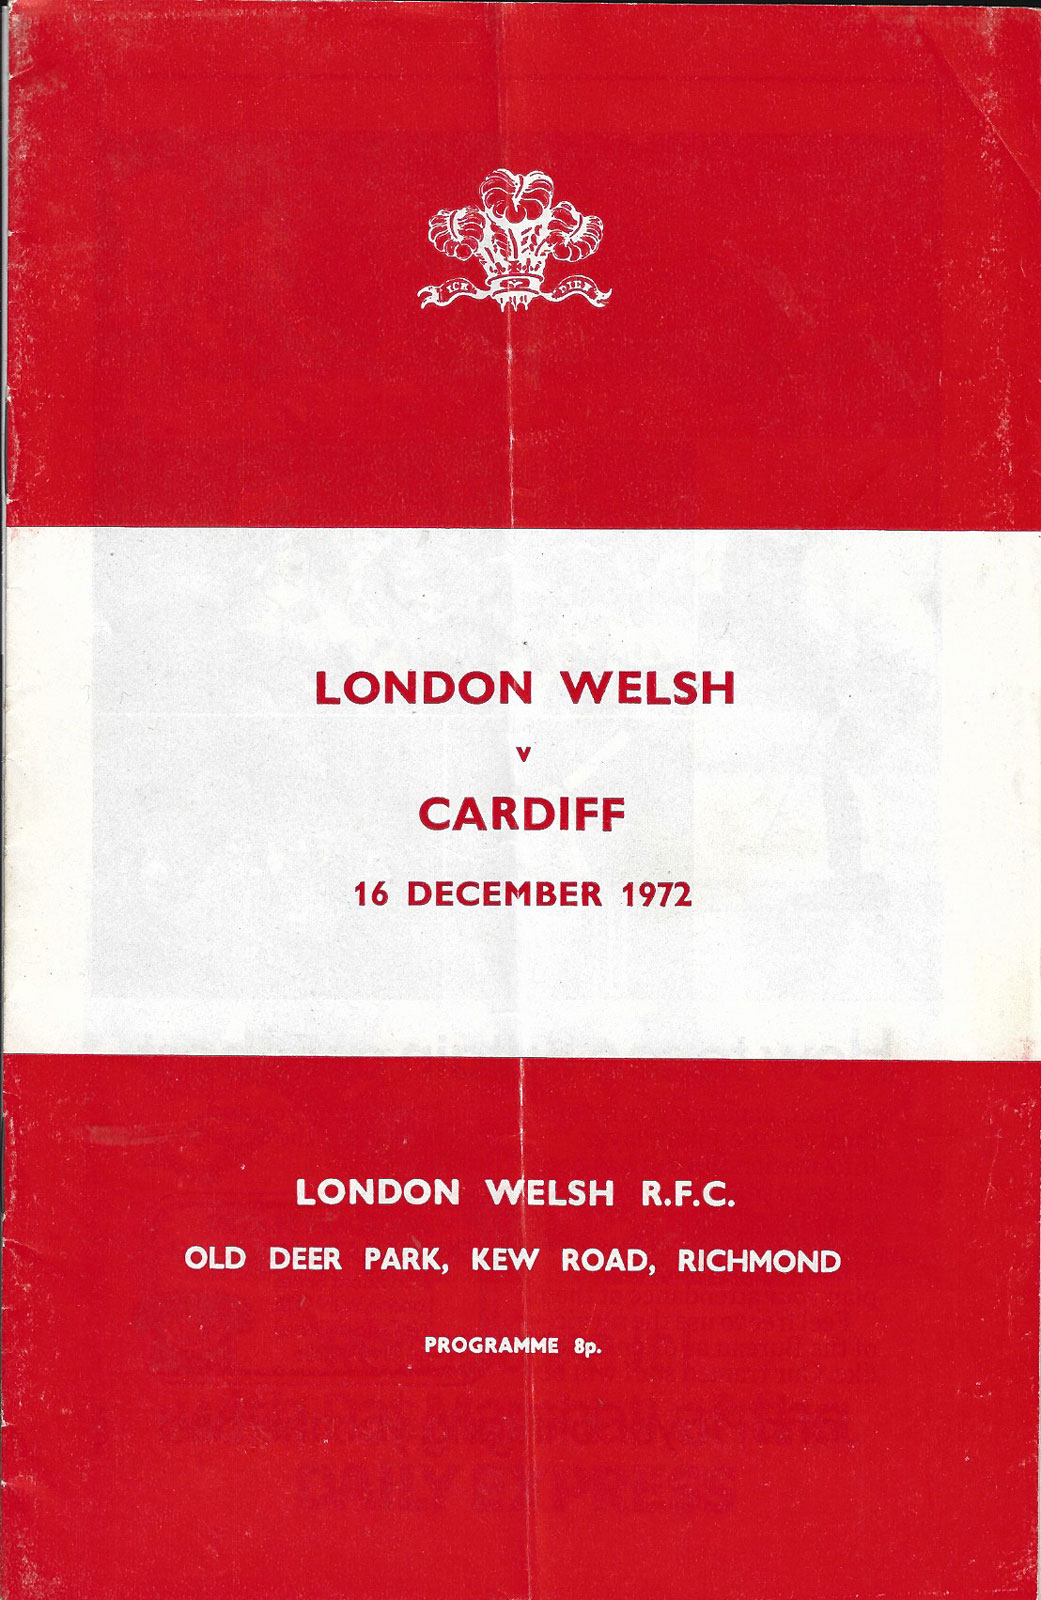 LONDON WELSH
v
CARDIFF
16 DECEMBER 1972
LONDON WELSH R.F.C.
OLD DEER PARK, KEW ROAD, RICHMOND
PROGRAMME 8p.